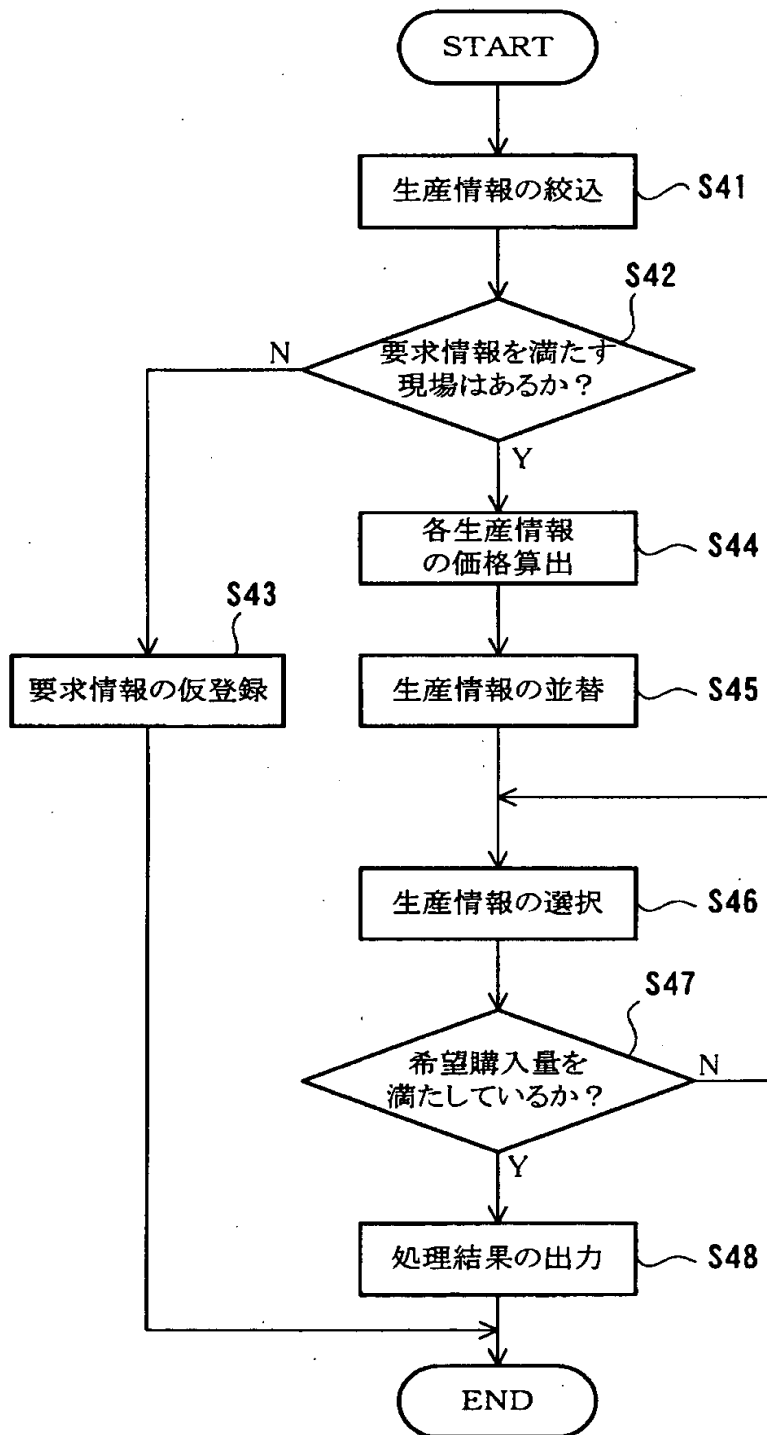 START
生産情報の絞込
S41
S42
要求情報を満たす
現場はあるか？
N
Y
各生産情報
の価格算出
S44
S43
要求情報の仮登録
生産情報の並替
S45
生産情報の選択
S46
S47
希望購入量を
満たしているか？
N
Y
処理結果の出力
S48
END